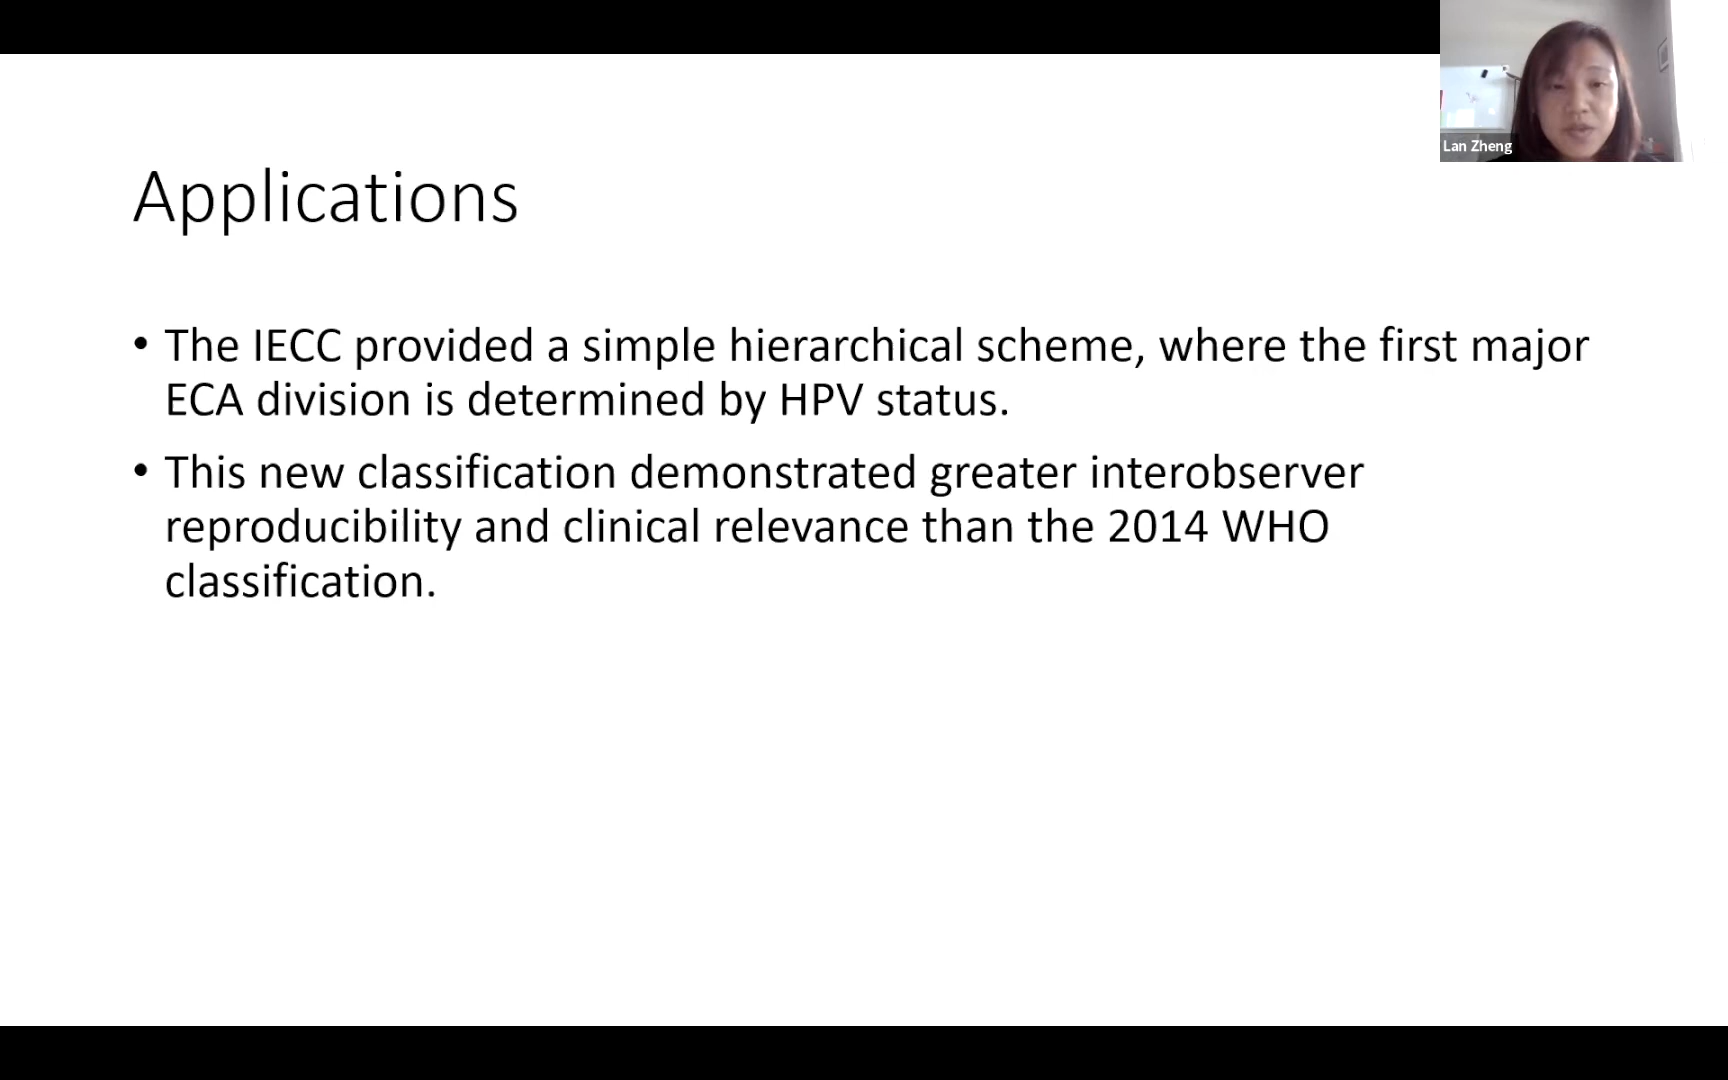 Lan Zheng
Applications
• The IECC provided a simple hierarchical scheme, where the first major
ECA division is determined by HPV status.
• This new classification demonstrated greater interobserver
reproducibility and clinical relevance than the 2014 WHO
classification.